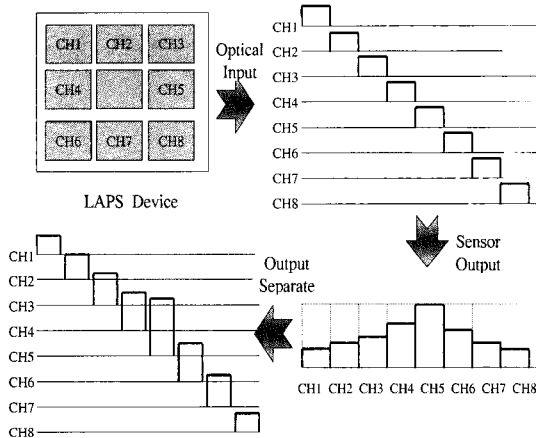 CH1 CH2 CH3
CH4 CH5
CH6 CH7 CH8
LAPS Device
Optical
Input
CH1
CH2
CH3
CH4
CH5
CH6
CH7
CH8
Sensor
Output
CH1 CH2 CH3 CH4 CH5 CH6 CH7 CH8
Output
Separate
CH1
CH2
CH3
CH4
CH5
CH6
CH7
CH8